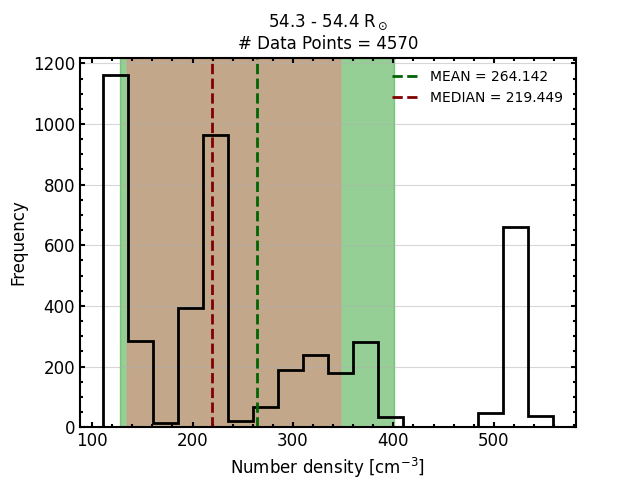 54.3 - 54.4 R⊙
# Data Points = 4570
MEAN = 264.142
MEDIAN = 219.449
1200
1000
800
600
400
200
0
Frequency
100
200
300
400
500
Number density [cm⁻³]